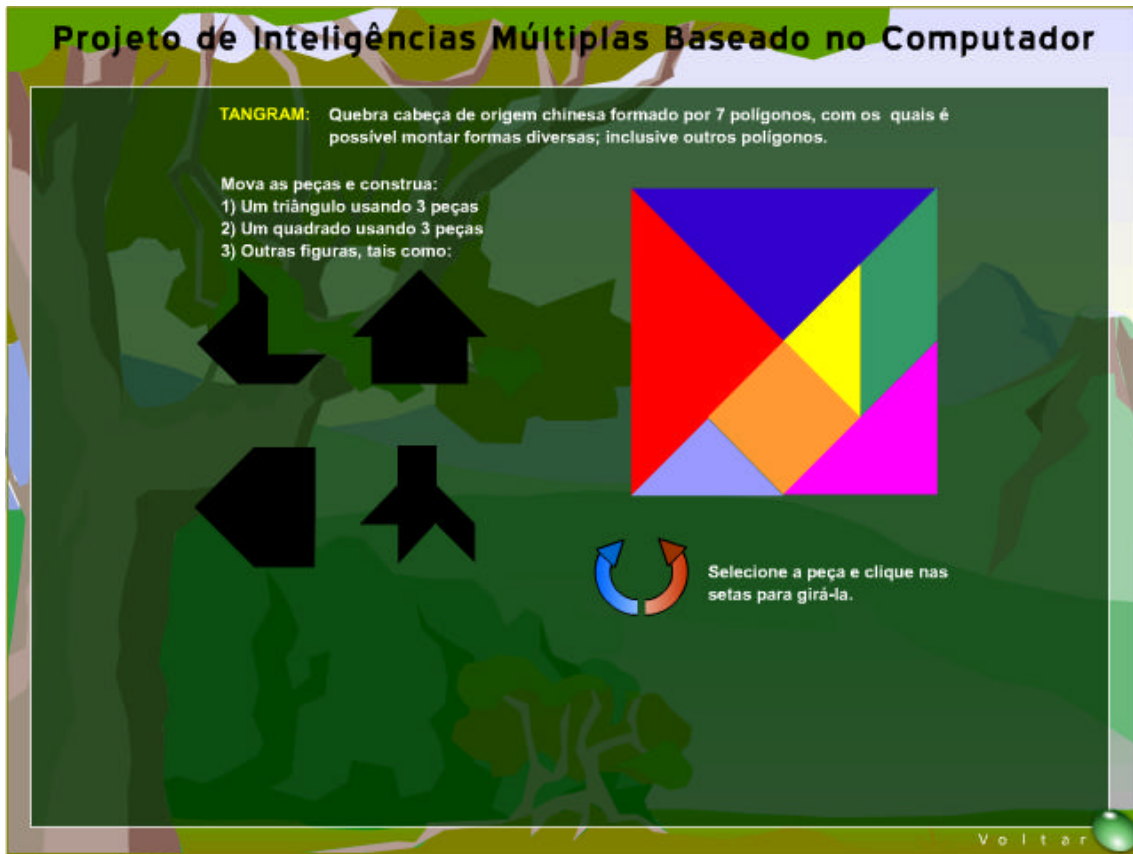 Projeto de Inteligências Múltiplas Baseado no Computador
TANGRAM: Quebra cabeça de origem chinesa formado por 7 polígonos, com os quais é
possível montar formas diversas; inclusive outros polígonos.
Mova as peças e construa:
1) Um triângulo usando 3 peças
2) Um quadrado usando 3 peças
3) Outras figuras, tais como:
Selecione a peça e clique nas
setas para girá-la.
Voltar